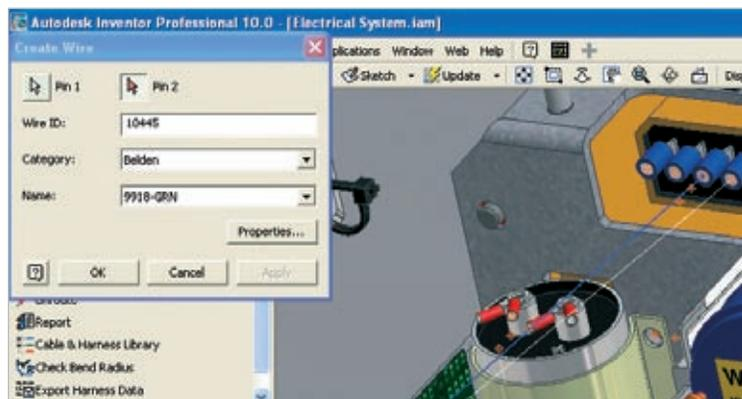 Autodesk Inventor Professional 10.0 - [Electrical System.iam]
Create Wire
plications Window Web Help
Sketch Update Disp
Pin 1 Pin 2
Wire ID: 10445
Category: Belden
Name: 9918-GRN
Properties...
OK Cancel Apply
Unroute
Report
Cable & Harness Library
Check Bend Radius
Export Harness Data
W